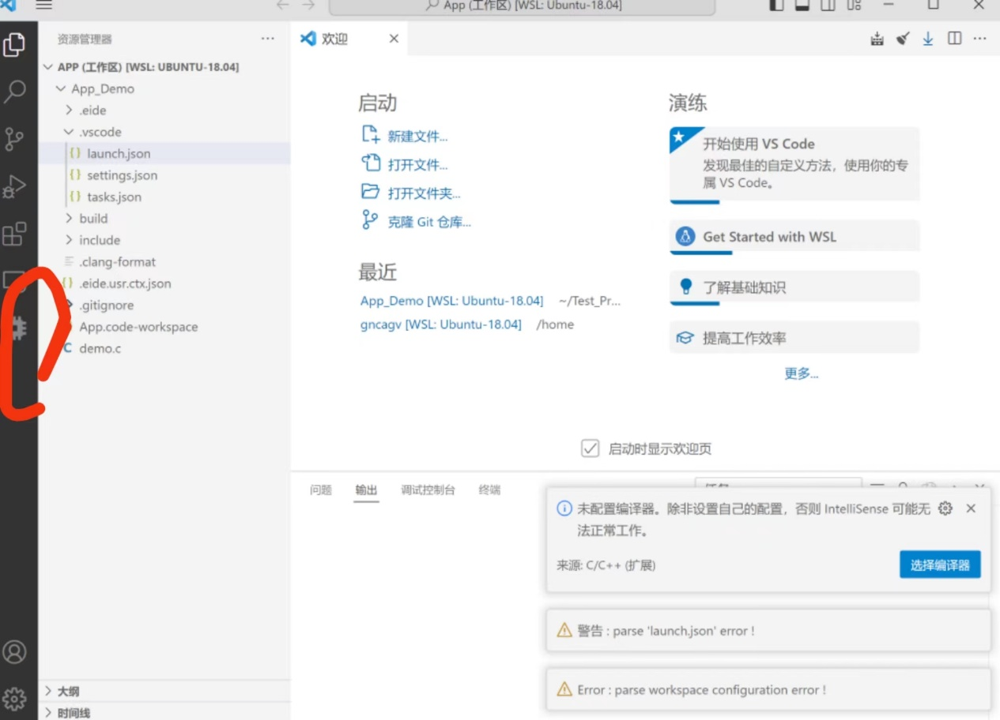 App (工作区) [WSL: Ubuntu-18.04]
资源管理器
欢迎
APP (工作区) [WSL: UBUNTU-18.04]
App_Demo
.eide
.vscode
launch.json
settings.json
tasks.json
build
include
.clang-format
.eide.usr.ctx.json
.gitignore
App.code-workspace
demo.c
大纲
时间线
启动
新建文件...
打开文件...
打开文件夹...
克隆 Git 仓库...
最近
App_Demo [WSL: Ubuntu-18.04] ~/Test_Pr...
gncagv [WSL: Ubuntu-18.04] /home
演练
开始使用 VS Code
发现最佳的自定义方法，使用你的专
属 VS Code。
Get Started with WSL
了解基础知识
提高工作效率
更多...
启动时显示欢迎页
问题 输出 调试控制台 终端
未配置编译器。除非设置自己的配置，否则 IntelliSense 可能无
法正常工作。
来源: C/C++ (扩展)
选择编译器
警告 : parse 'launch.json' error !
Error : parse workspace configuration error !